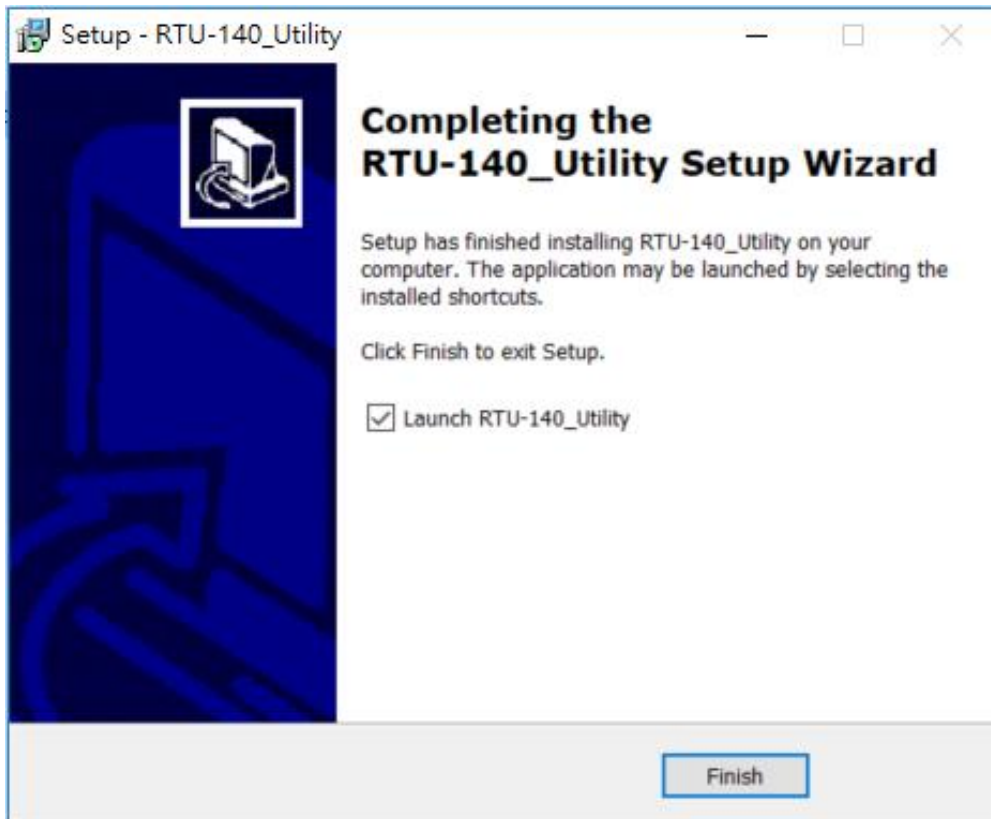 Setup - RTU-140_Utility
Completing the
RTU-140_Utility Setup Wizard
Setup has finished installing RTU-140_Utility on your
computer. The application may be launched by selecting the
installed shortcuts.
Click Finish to exit Setup.
Launch RTU-140_Utility
Finish